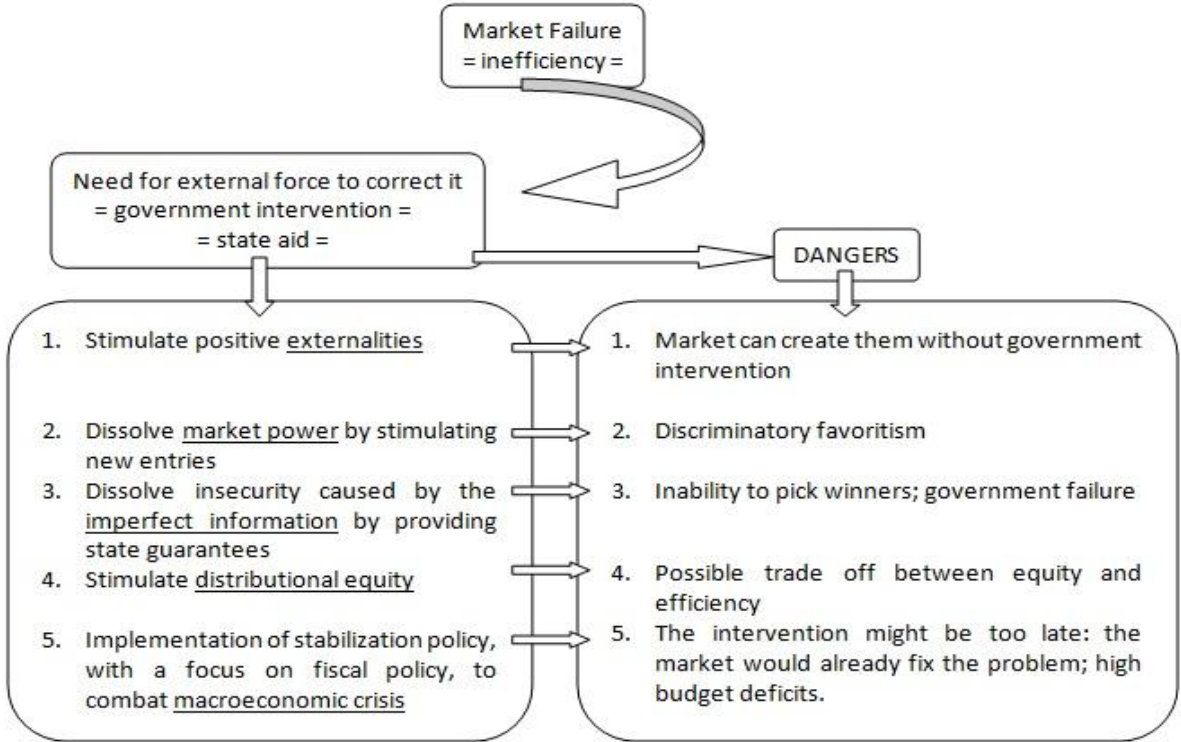 Market Failure
= inefficiency =
Need for external force to correct it
= government intervention =
= state aid =
DANGERS
1. Stimulate positive externalities
2. Dissolve market power by stimulating
new entries
3. Dissolve insecurity caused by the
imperfect information by providing
state guarantees
4. Stimulate distributional equity
5. Implementation of stabilization policy,
with a focus on fiscal policy, to
combat macroeconomic crisis
1. Market can create them without government
intervention
2. Discriminatory favoritism
3. Inability to pick winners; government failure
4. Possible trade off between equity and
efficiency
5. The intervention might be too late: the
market would already fix the problem; high
budget deficits.